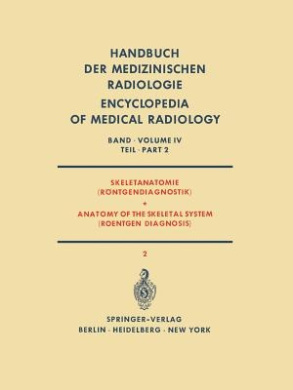 HANDBUCH
DER MEDIZINISCHEN
RADIOLOGIE
ENCYCLOPEDIA
OF MEDICAL RADIOLOGY
BAND · VOLUME IV
TEIL · PART 2
SKELETANATOMIE
(RÖNTGENDIAGNOSTIK)
•
ANATOMY OF THE SKELETAL SYSTEM
(ROENTGEN DIAGNOSIS)
2
SPRINGER-VERLAG
BERLIN · HEIDELBERG · NEW YORK